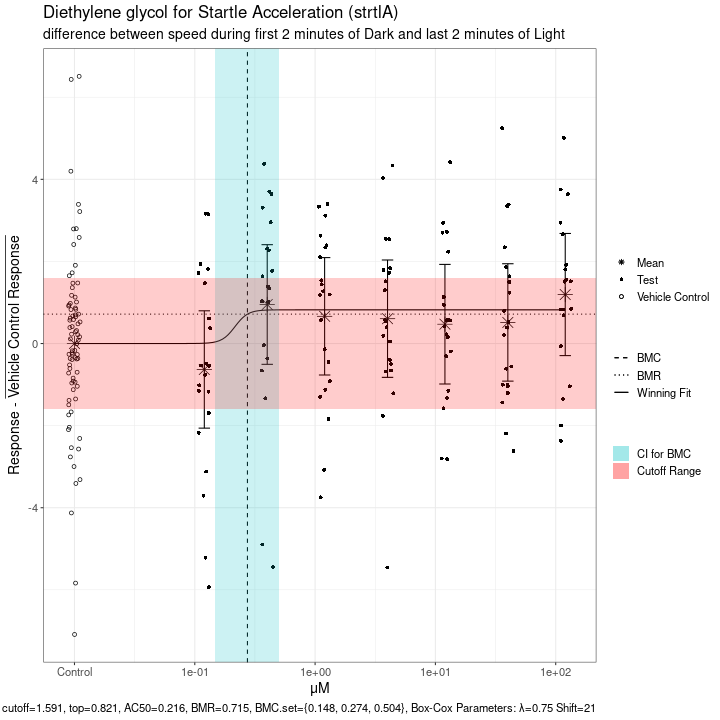 Diethylene glycol for Startle Acceleration (strtlA)
difference between speed during first 2 minutes of Dark and last 2 minutes of Light
Response - Vehicle Control Response
4
0
-4
Control
1e-01
1e+00
1e+01
1e+02
μM
Mean
Test
Vehicle Control
BMC
BMR
Winning Fit
CI for BMC
Cutoff Range
cutoff=1.591, top=0.821, AC50=0.216, BMR=0.715, BMC.set={0.148, 0.274, 0.504}, Box-Cox Parameters: λ=0.75 Shift=21